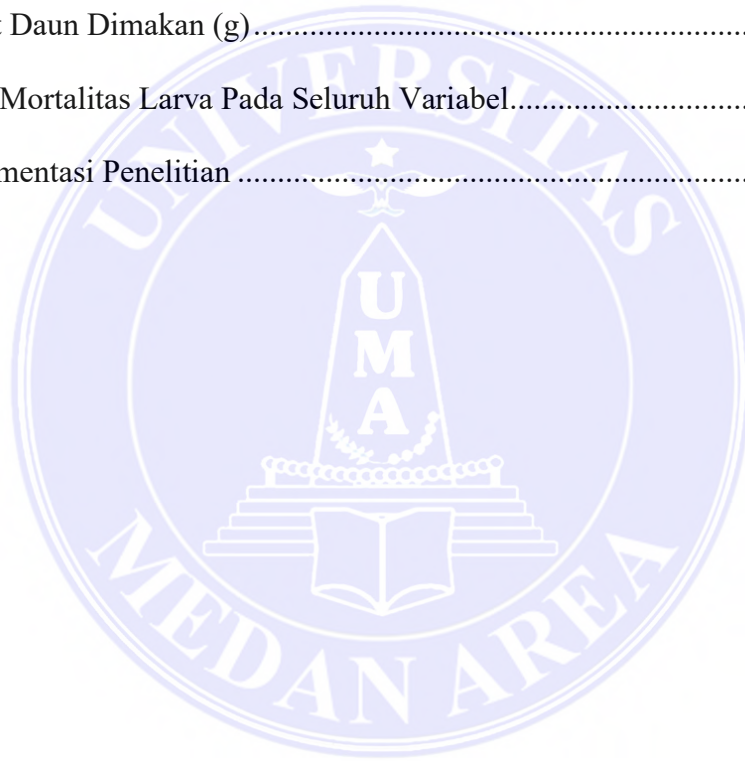 t Daun Dimakan (g)..........................................................................
Mortalitas Larva Pada Seluruh Variabel.....................................
mentasi Penelitian ............................................................................
UNIVERSITAS
U
M
A
MEDAN AREA